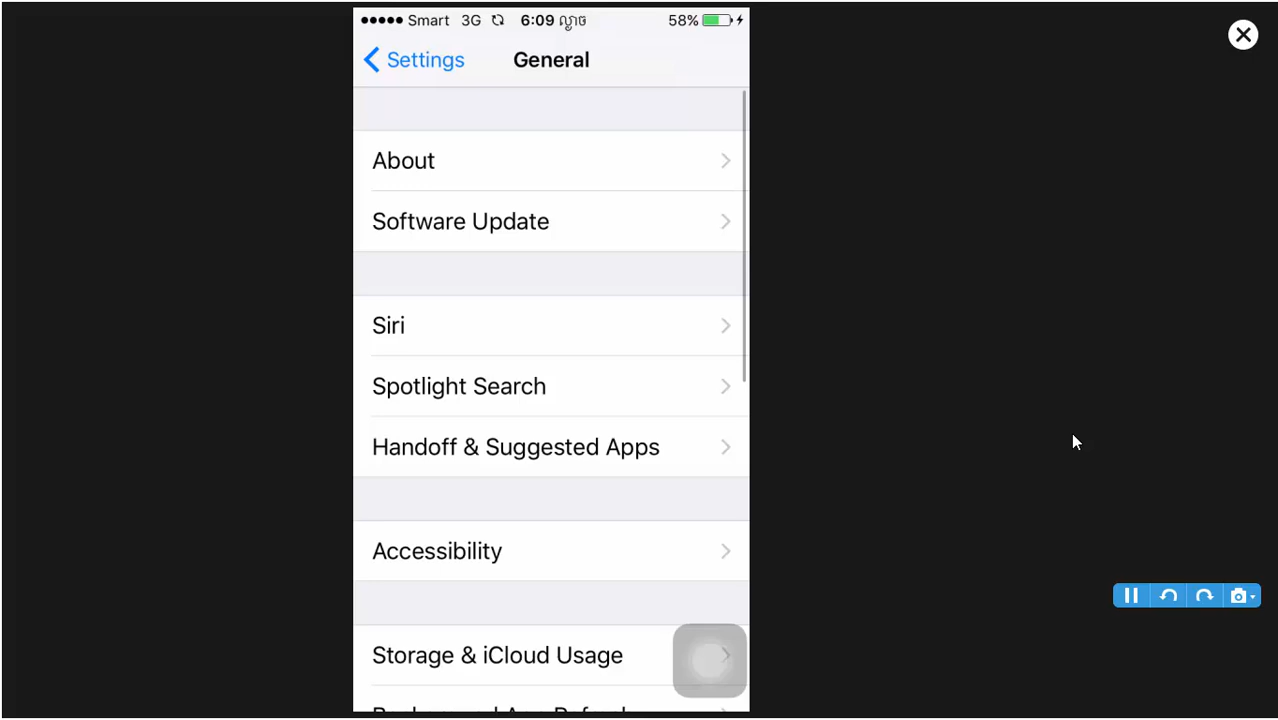 Smart 3G 6:09 ល្ងាច 58%
Settings General
About
Software Update
Siri
Spotlight Search
Handoff & Suggested Apps
Accessibility
Storage & iCloud Usage